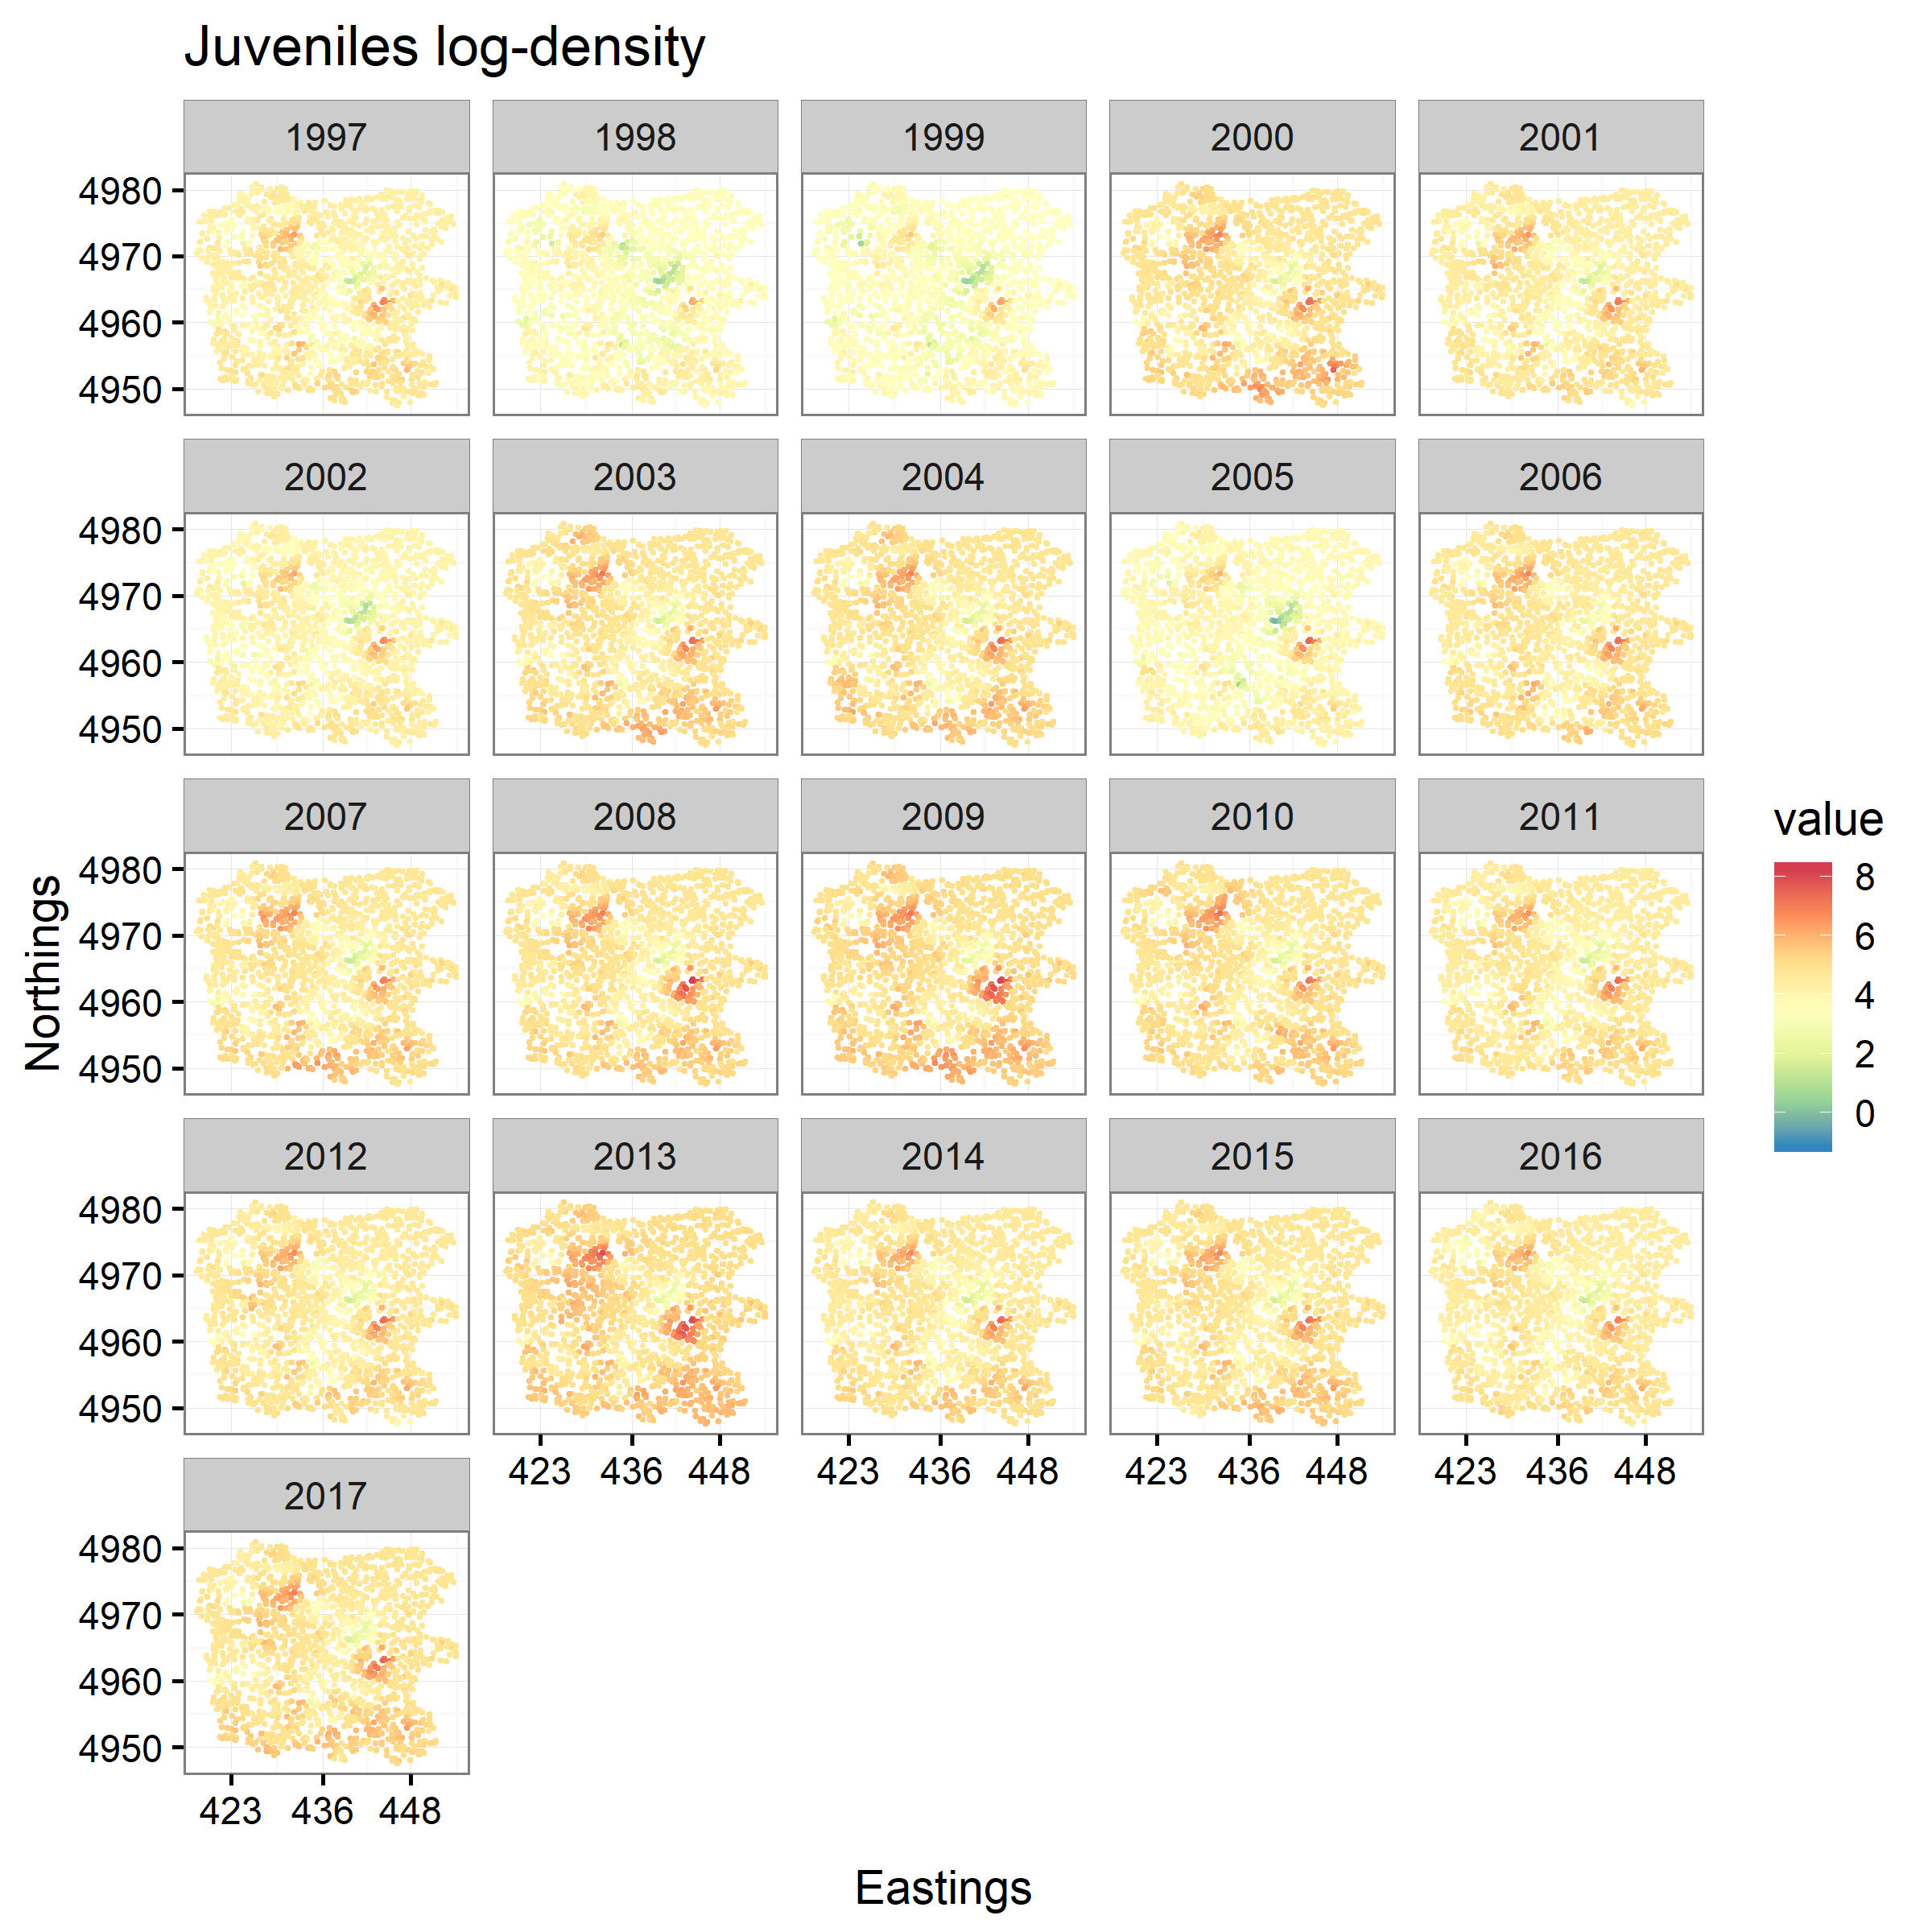 Juveniles log-density
1997 1998 1999 2000 2001
4980
4970
4960
4950
2002 2003 2004 2005 2006
4980
4970
4960
4950
2007 2008 2009 2010 2011
4980
4970
4960
4950
2012 2013 2014 2015 2016
4980
4970
4960
4950
423 436 448 423 436 448 423 436 448 423 436 448
2017
4980
4970
4960
4950
423 436 448
Northings
Eastings
value
8
6
4
2
0